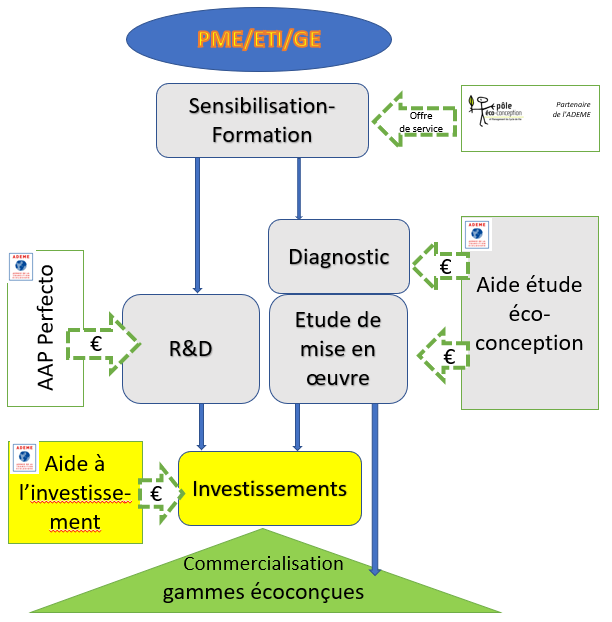 PME/ETI/GE
Sensibilisation-
Formation
Offre
de service
pôle
éco-conception
Partenaire
de l'ADEME
Diagnostic
€
ADEME
Aide étude
éco-
conception
ADEME
AAP Perfecto
€
R&D
Etude de
mise en
œuvre
€
ADEME
Aide à
l'investisse-
ment
€
Investissements
Commercialisation
gammes écoconçues